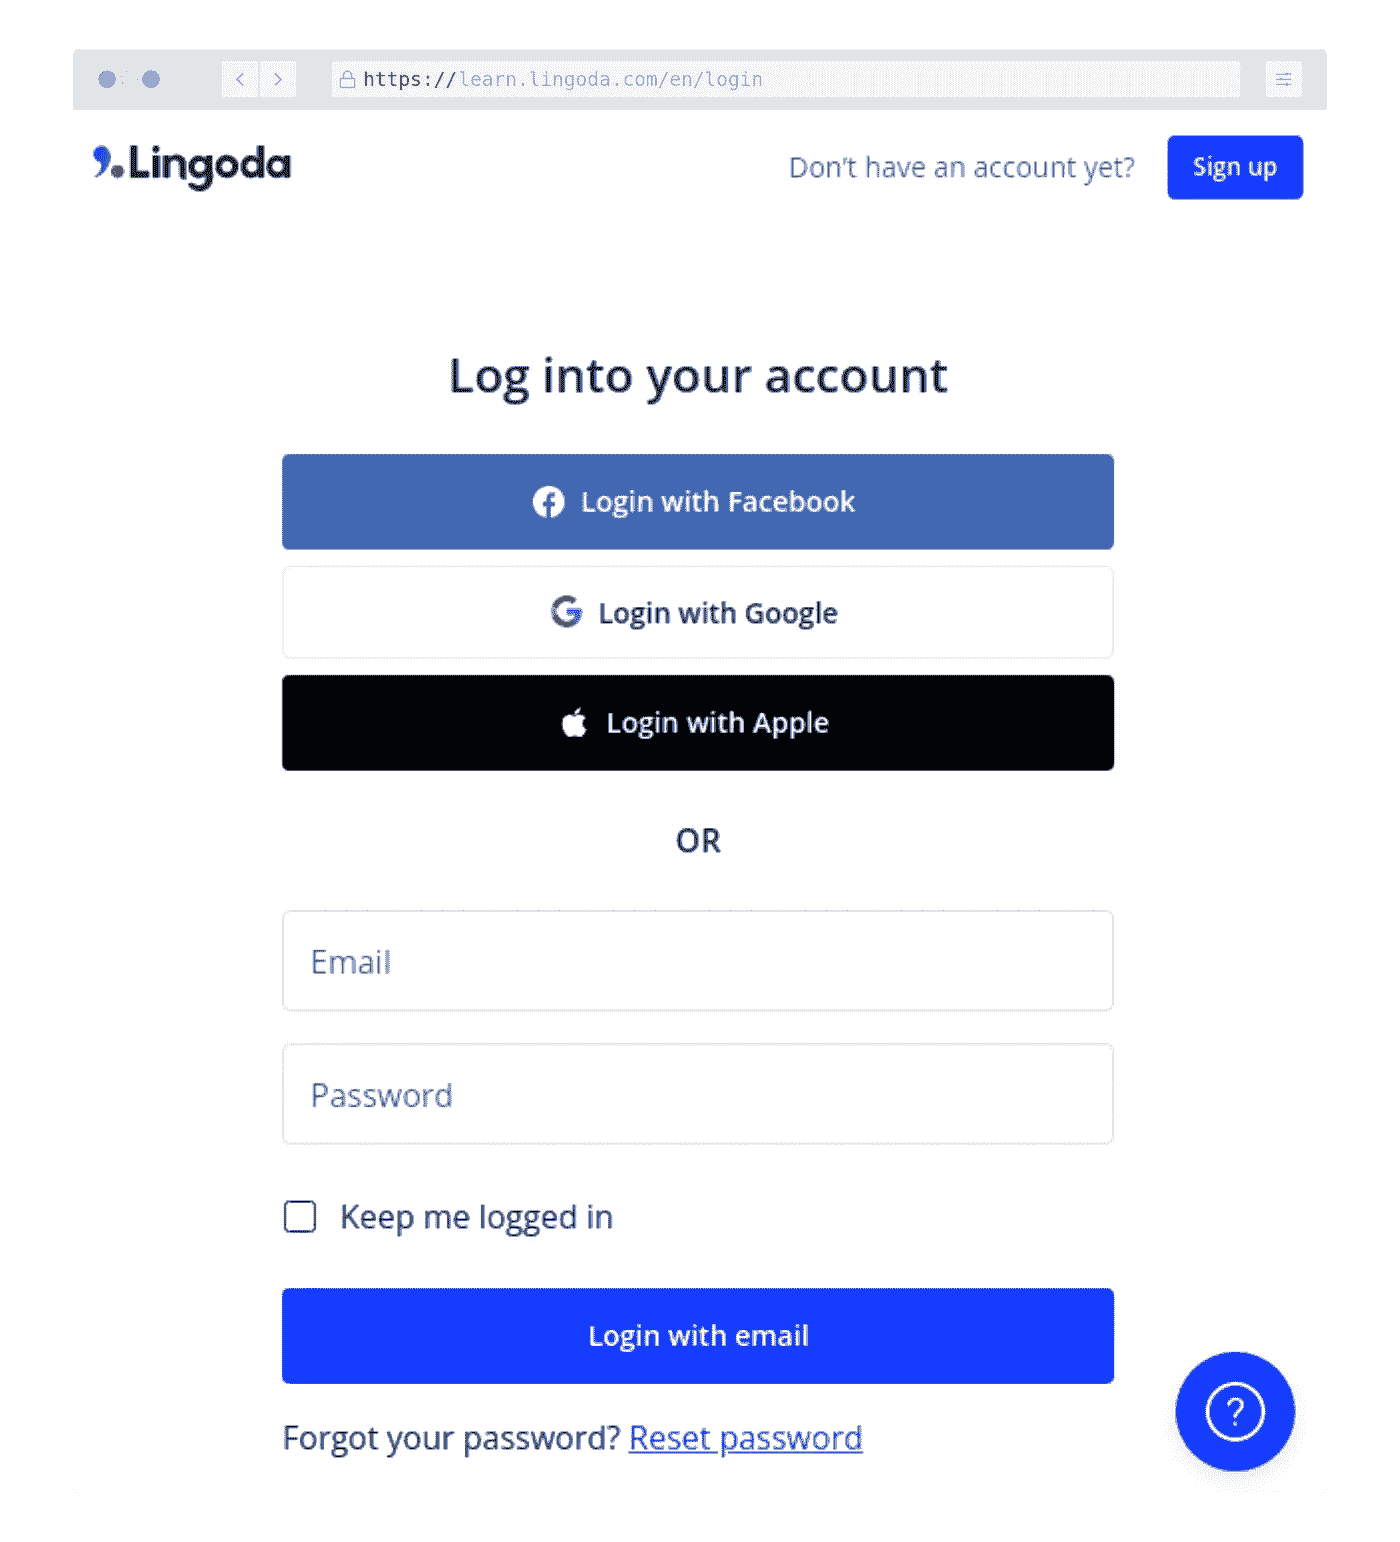 https://learn.lingoda.com/en/login
Lingoda
Don't have an account yet?
Sign up
Log into your account
Login with Facebook
Login with Google
Login with Apple
OR
Email
Password
Keep me logged in
Login with email
Forgot your password? Reset password
?